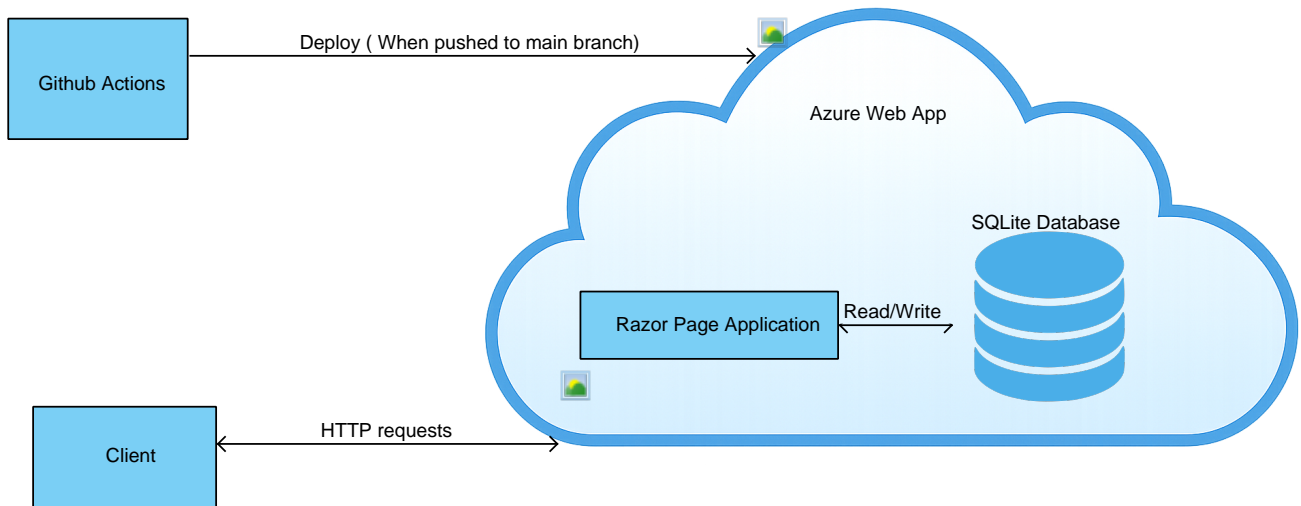 Deploy ( When pushed to main branch)
Github Actions
Azure Web App
SQLite Database
Razor Page Application
Read/Write
HTTP requests
Client